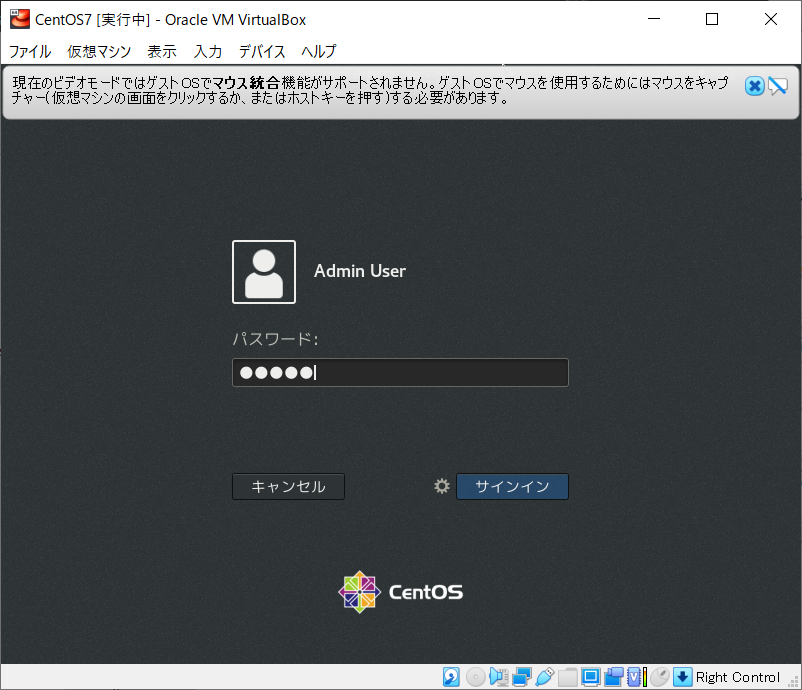 CentOS7 [実行中] - Oracle VM VirtualBox
ファイル 仮想マシン 表示 入力 デバイス ヘルプ
現在のビデオモードではゲストOSでマウス統合機能がサポートされません。ゲストOSでマウスを使用するためにはマウスをキャプ
チャー(仮想マシンの画面をクリックするか、またはホストキーを押す)する必要があります。
Admin User
パスワード:
キャンセル サインイン
CentOS
Right Control